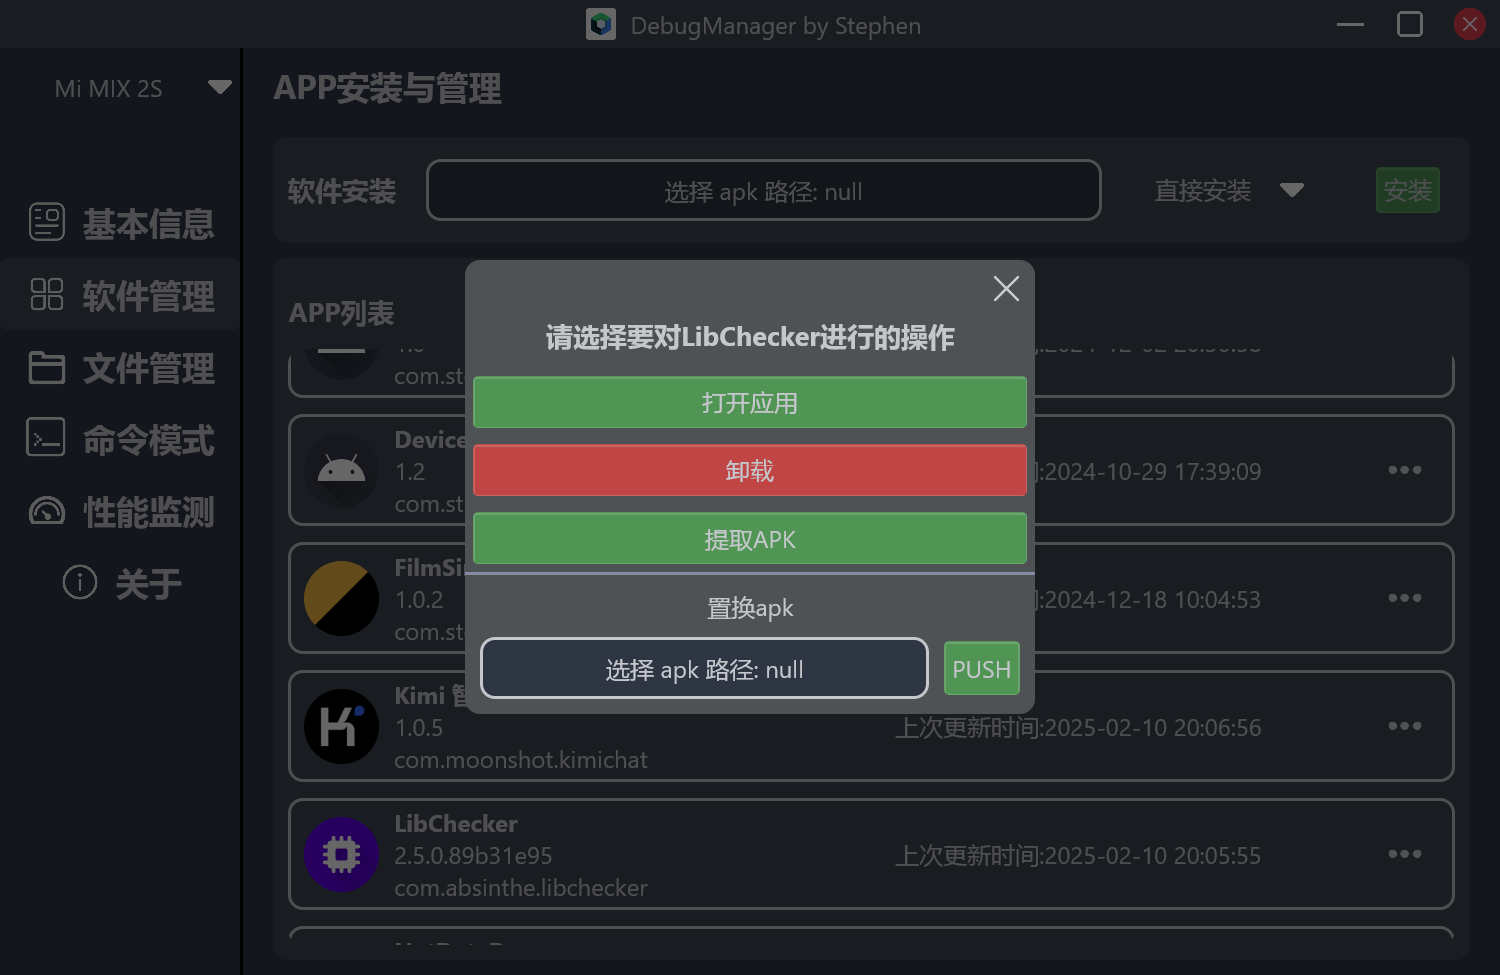 DebugManager by Stephen
Mi MIX 2S
基本信息
软件管理
文件管理
命令模式
性能监测
关于
APP安装与管理
软件安装
选择 apk 路径: null
直接安装
安装
APP列表
com.st
Device
1.2
com.st
:2024-10-29 17:39:09
FilmSi
1.0.2
com.st
:2024-12-18 10:04:53
Kimi
1.0.5
com.moonshot.kimichat
上次更新时间:2025-02-10 20:06:56
LibChecker
2.5.0.89b31e95
com.absinthe.libchecker
上次更新时间:2025-02-10 20:05:55
请选择要对LibChecker进行的操作
打开应用
卸载
提取APK
置换apk
选择 apk 路径: null
PUSH